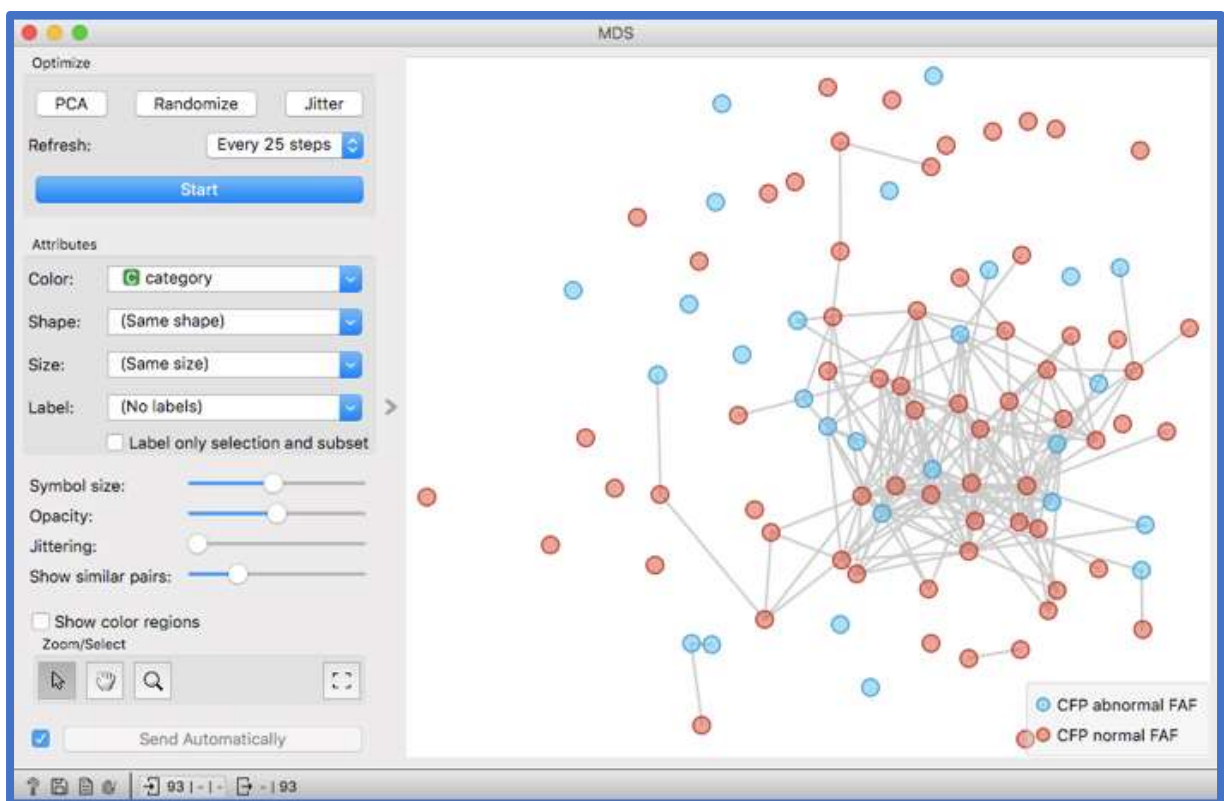 MDS
Optimize
PCA Randomize Jitter
Refresh: Every 25 steps
Start
Attributes
Color: C category
Shape: (Same shape)
Size: (Same size)
Label: (No labels)
Label only selection and subset
Symbol size:
Opacity:
Jittering:
Show similar pairs:
Show color regions
Zoom/Select
Send Automatically
CFP abnormal FAF
CFP normal FAF
? 93 | - | - - | 93